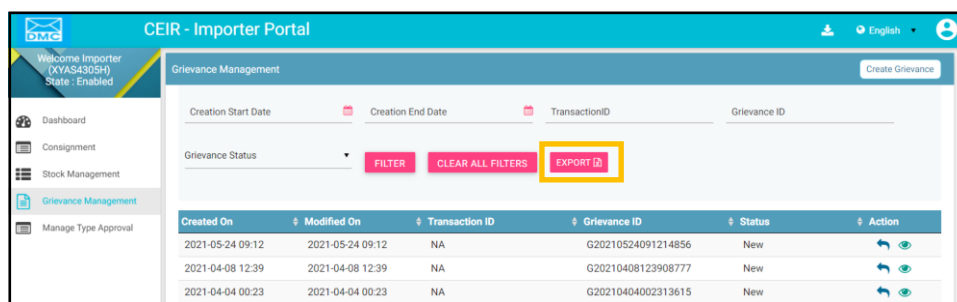 DMC
CEIR - Importer Portal
English
Welcome Importer
(XYAS4305H)
State : Enabled
Dashboard
Consignment
Stock Management
Grievance Management
Manage Type Approval
Grievance Management
Create Grievance
Creation Start Date
Creation End Date
TransactionID
Grievance ID
Grievance Status
FILTER
CLEAR ALL FILTERS
EXPORT
Created On Modified On Transaction ID Grievance ID Status Action
2021-05-24 09:12 2021-05-24 09:12 NA G20210524091214856 New
2021-04-08 12:39 2021-04-08 12:39 NA G20210408123908777 New
2021-04-04 00:23 2021-04-04 00:23 NA G20210404002313615 New